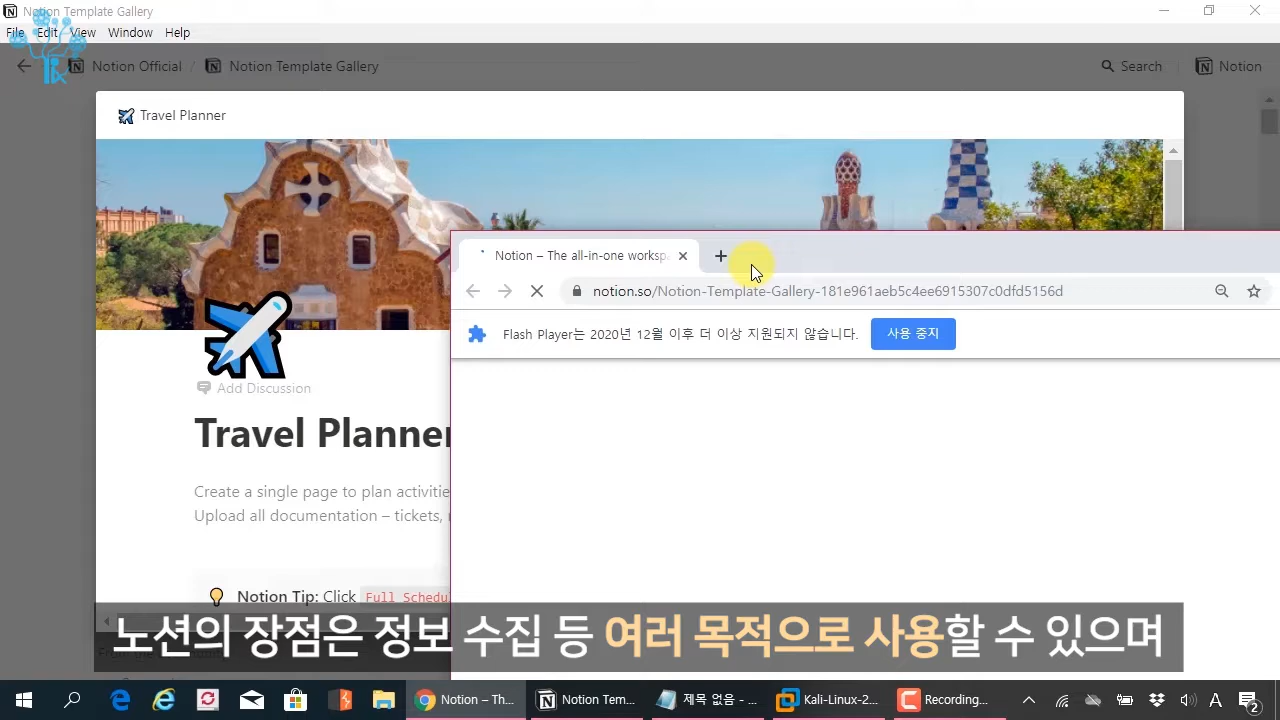 Notion Template Gallery
File Edit View Window Help
Notion Official / Notion Template Gallery
Search
Notion
Travel Planner
Notion – The all-in-one workspa
notion.so/Notion-Template-Gallery-181e961aeb5c4ee6915307c0dfd5156d
Flash Player는 2020년 12월 이후 더 이상 지원되지 않습니다.
사용 중지
Add Discussion
Travel Planner
Create a single page to plan activitie
Upload all documentation – tickets,
Notion Tip: Click Full Schedu
노션의 장점은 정보 수집 등 여러 목적으로 사용할 수 있으며
Notion – Th...
Notion Tem...
제목 없음 - ...
Kali-Linux-2...
Recording...
A
2